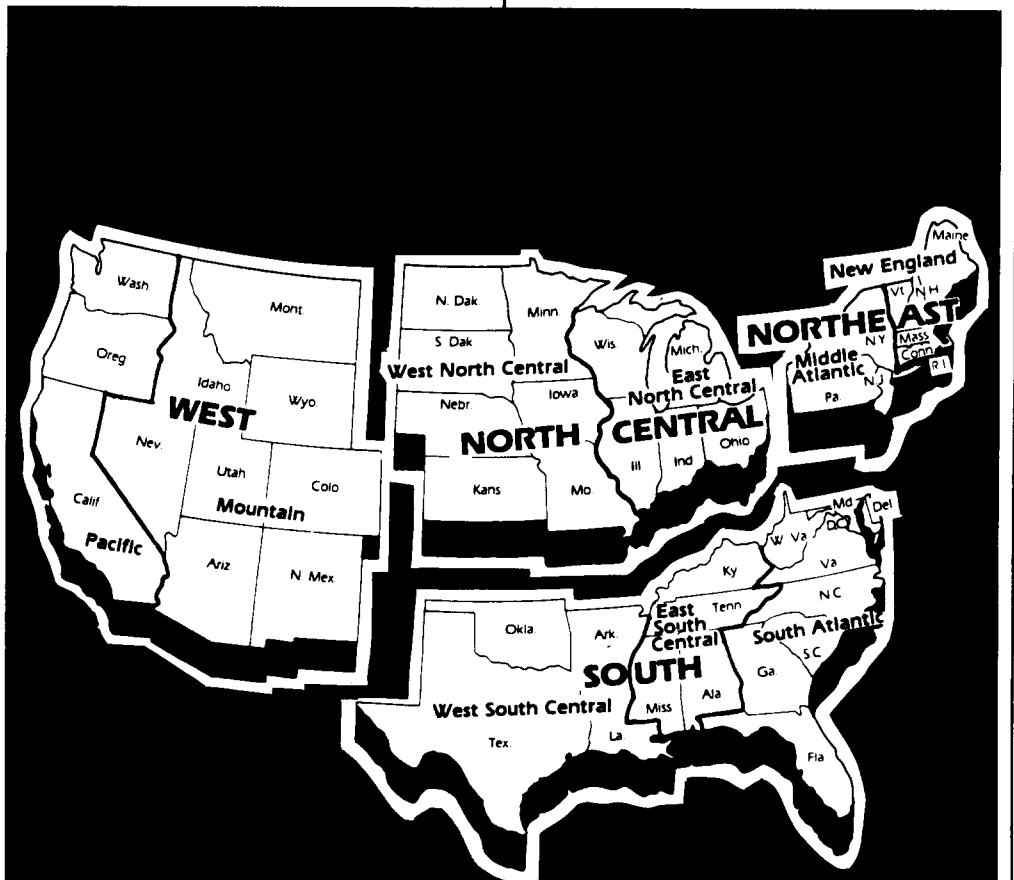 Wash.
Oreg
Calif
Pacific
Mont.
Idaho
Wyo.
WEST
Nev.
Utah
Colo
Mountain
Ariz
N. Mex.
N. Dak.
Minn.
S Dak
West North Central
Nebr.
Iowa
Kans
Mo.
NORTH CENTRAL
Wis.
Mich.
East
North Central
Ill
Ind
Ohio
Maine
New England
Vt
N H
NORTHEAST
N Y
Mass
Conn
R I
Middle
Atlantic
N J
Pa.
Md
Del
D C
W Va
Va
Ky
N C
Tenn
East
South
Central
South Atlantic
S C
Okla.
Ark.
SOUTH
Ga.
Miss
Ala
West South Central
Tex.
La
Fla